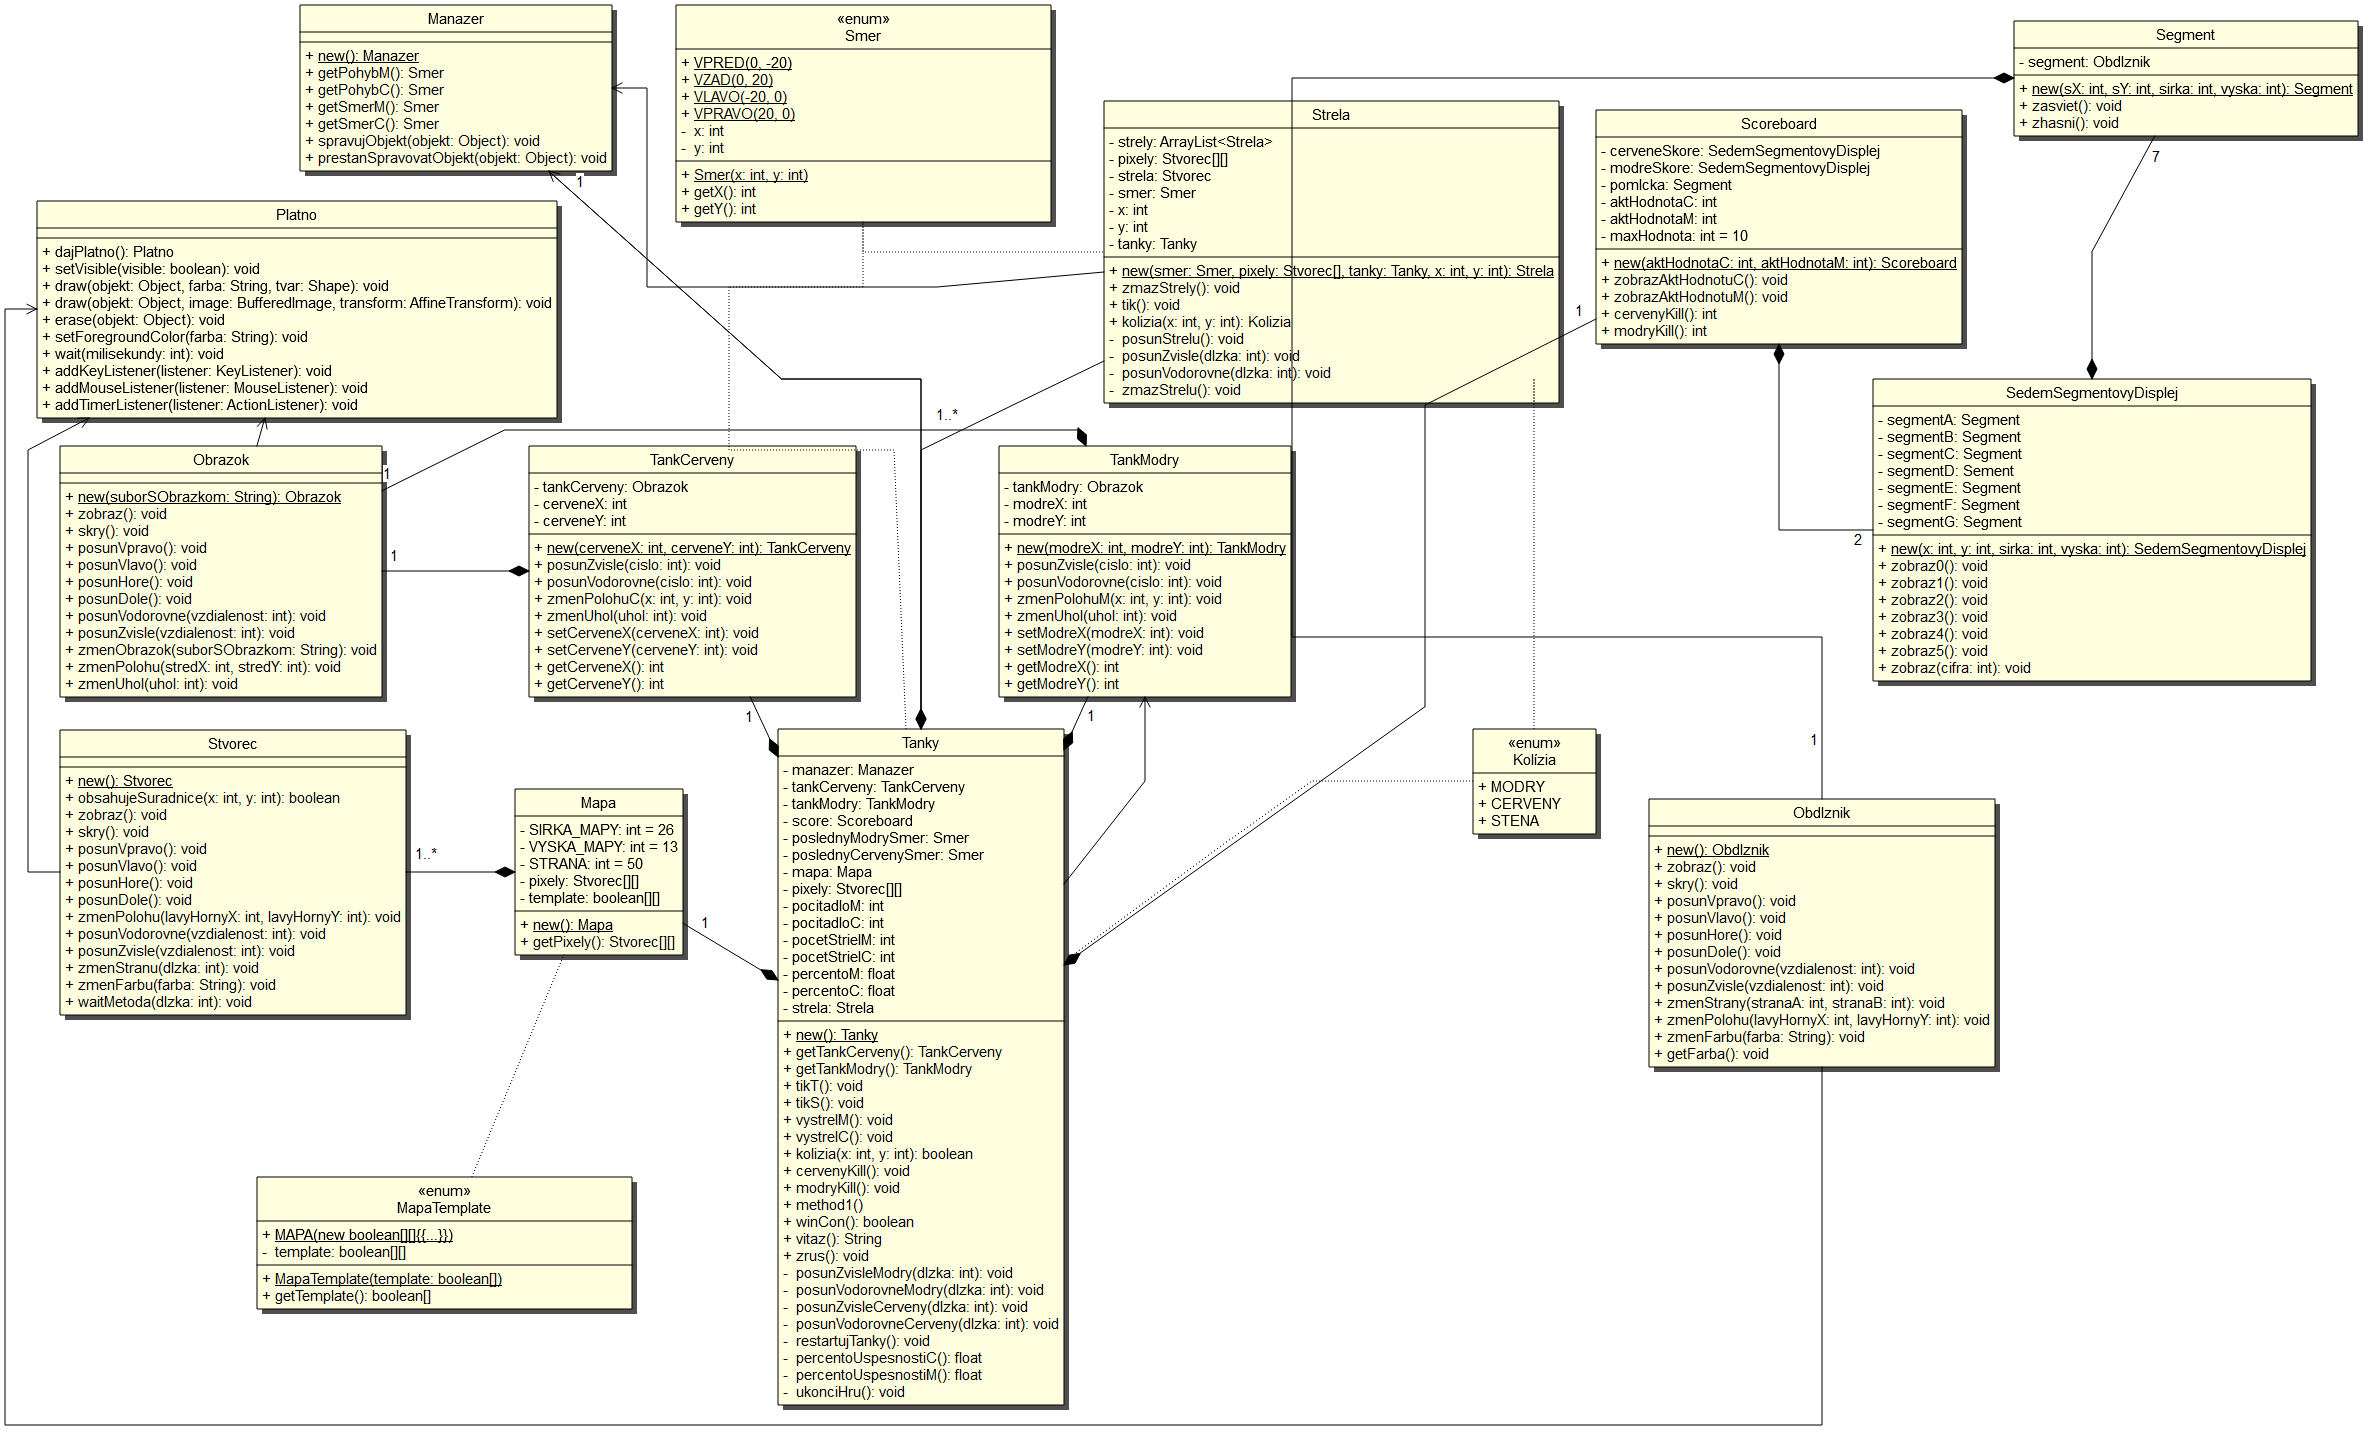 Manazer
+ new(): Manazer
+ getPohybM(): Smer
+ getPohybC(): Smer
+ getSmerM(): Smer
+ getSmerC(): Smer
+ spravujObjekt(objekt: Object): void
+ prestanSpravovatObjekt(objekt: Object): void
1
«enum»
Smer
+ VPRED(0, -20)
+ VZAD(0, 20)
+ VLAVO(-20, 0)
+ VPRAVO(20, 0)
- x: int
- y: int
+ Smer(x: int, y: int)
+ getX(): int
+ getY(): int
Strela
- strely: ArrayList<Strela>
- pixely: Stvorec[][]
- strela: Stvorec
- smer: Smer
- x: int
- y: int
- tanky: Tanky
+ new(smer: Smer, pixely: Stvorec[], tanky: Tanky, x: int, y: int): Strela
+ zmazStrely(): void
+ tik(): void
+ kolizia(x: int, y: int): Kolizia
- posunStrelu(): void
- posunZvisle(dlzka: int): void
- posunVodorovne(dlzka: int): void
- zmazStrelu(): void
1..*
Scoreboard
- cerveneSkore: SedemSegmentovyDisplej
- modreSkore: SedemSegmentovyDisplej
- pomlcka: Segment
- aktHodnotaC: int
- aktHodnotaM: int
- maxHodnota: int = 10
+ new(aktHodnotaC: int, aktHodnotaM: int): Scoreboard
+ zobrazAktHodnotuC(): void
+ zobrazAktHodnotuM(): void
+ cervenyKill(): int
+ modryKill(): int
1
Segment
- segment: Obdlznik
+ new(sX: int, sY: int, sirka: int, vyska: int): Segment
+ zasviet(): void
+ zhasni(): void
7
Platno
+ dajPlatno(): Platno
+ setVisible(visible: boolean): void
+ draw(objekt: Object, farba: String, tvar: Shape): void
+ draw(objekt: Object, image: BufferedImage, transform: AffineTransform): void
+ erase(objekt: Object): void
+ setForegroundColor(farba: String): void
+ wait(milisekundy: int): void
+ addKeyListener(listener: KeyListener): void
+ addMouseListener(listener: MouseListener): void
+ addTimerListener(listener: ActionListener): void
SedemSegmentovyDisplej
- segmentA: Segment
- segmentB: Segment
- segmentC: Segment
- segmentD: Sement
- segmentE: Segment
- segmentF: Segment
- segmentG: Segment
+ new(x: int, y: int, sirka: int, vyska: int): SedemSegmentovyDisplej
+ zobraz0(): void
+ zobraz1(): void
+ zobraz2(): void
+ zobraz3(): void
+ zobraz4(): void
+ zobraz5(): void
+ zobraz(cifra: int): void
2
Obrazok
+ new(suborSObrazkom: String): Obrazok
+ zobraz(): void
+ skry(): void
+ posunVpravo(): void
+ posunVlavo(): void
+ posunHore(): void
+ posunDole(): void
+ posunVodorovne(vzdialenost: int): void
+ posunZvisle(vzdialenost: int): void
+ zmenObrazok(suborSObrazkom: String): void
+ zmenPolohu(stredX: int, stredY: int): void
+ zmenUhol(uhol: int): void
1
1
TankCerveny
- tankCerveny: Obrazok
- cerveneX: int
- cerveneY: int
+ new(cerveneX: int, cerveneY: int): TankCerveny
+ posunZvisle(cislo: int): void
+ posunVodorovne(cislo: int): void
+ zmenPolohuC(x: int, y: int): void
+ zmenUhol(uhol: int): void
+ setCerveneX(cerveneX: int): void
+ setCerveneY(cerveneY: int): void
+ getCerveneX(): int
+ getCerveneY(): int
1
TankModry
- tankModry: Obrazok
- modreX: int
- modreY: int
+ new(modreX: int, modreY: int): TankModry
+ posunZvisle(cislo: int): void
+ posunVodorovne(cislo: int): void
+ zmenPolohuM(x: int, y: int): void
+ zmenUhol(uhol: int): void
+ setModreX(modreX: int): void
+ setModreY(modreY: int): void
+ getModreX(): int
+ getModreY(): int
1
Stvorec
+ new(): Stvorec
+ obsahujeSuradnice(x: int, y: int): boolean
+ zobraz(): void
+ skry(): void
+ posunVpravo(): void
+ posunVlavo(): void
+ posunHore(): void
+ posunDole(): void
+ zmenPolohu(lavyHornyX: int, lavyHornyY: int): void
+ posunVodorovne(vzdialenost: int): void
+ posunZvisle(vzdialenost: int): void
+ zmenStranu(dlzka: int): void
+ zmenFarbu(farba: String): void
+ waitMetoda(dlzka: int): void
1..*
Mapa
- SIRKA_MAPY: int = 26
- VYSKA_MAPY: int = 13
- STRANA: int = 50
- pixely: Stvorec[][]
- template: boolean[][]
+ new(): Mapa
+ getPixely(): Stvorec[][]
1
Tanky
- manazer: Manazer
- tankCerveny: TankCerveny
- tankModry: TankModry
- score: Scoreboard
- poslednyModrySmer: Smer
- poslednyCervenySmer: Smer
- mapa: Mapa
- pixely: Stvorec[][]
- pocitadloM: int
- pocitadloC: int
- pocetStrielM: int
- pocetStrielC: int
- percentoM: float
- percentoC: float
- strela: Strela
+ new(): Tanky
+ getTankCerveny(): TankCerveny
+ getTankModry(): TankModry
+ tikT(): void
+ tikS(): void
+ vystrelM(): void
+ vystrelC(): void
+ kolizia(x: int, y: int): boolean
+ cervenyKill(): void
+ modryKill(): void
+ method1()
+ winCon(): boolean
+ vitaz(): String
+ zrus(): void
- posunZvisleModry(dlzka: int): void
- posunVodorovneModry(dlzka: int): void
- posunZvisleCerveny(dlzka: int): void
- posunVodorovneCerveny(dlzka: int): void
- restartujTanky(): void
- percentoUspesnostiC(): float
- percentoUspesnostiM(): float
- ukonciHru(): void
«enum»
Kolízia
+ MODRY
+ CERVENY
+ STENA
1
Obdlznik
+ new(): Obdlznik
+ zobraz(): void
+ skry(): void
+ posunVpravo(): void
+ posunVlavo(): void
+ posunHore(): void
+ posunDole(): void
+ posunVodorovne(vzdialenost: int): void
+ posunZvisle(vzdialenost: int): void
+ zmenStrany(stranaA: int, stranaB: int): void
+ zmenPolohu(lavyHornyX: int, lavyHornyY: int): void
+ zmenFarbu(farba: String): void
+ getFarba(): void
«enum»
MapaTemplate
+ MAPA(new boolean[][]{{...}})
- template: boolean[][]
+ MapaTemplate(template: boolean[])
+ getTemplate(): boolean[]